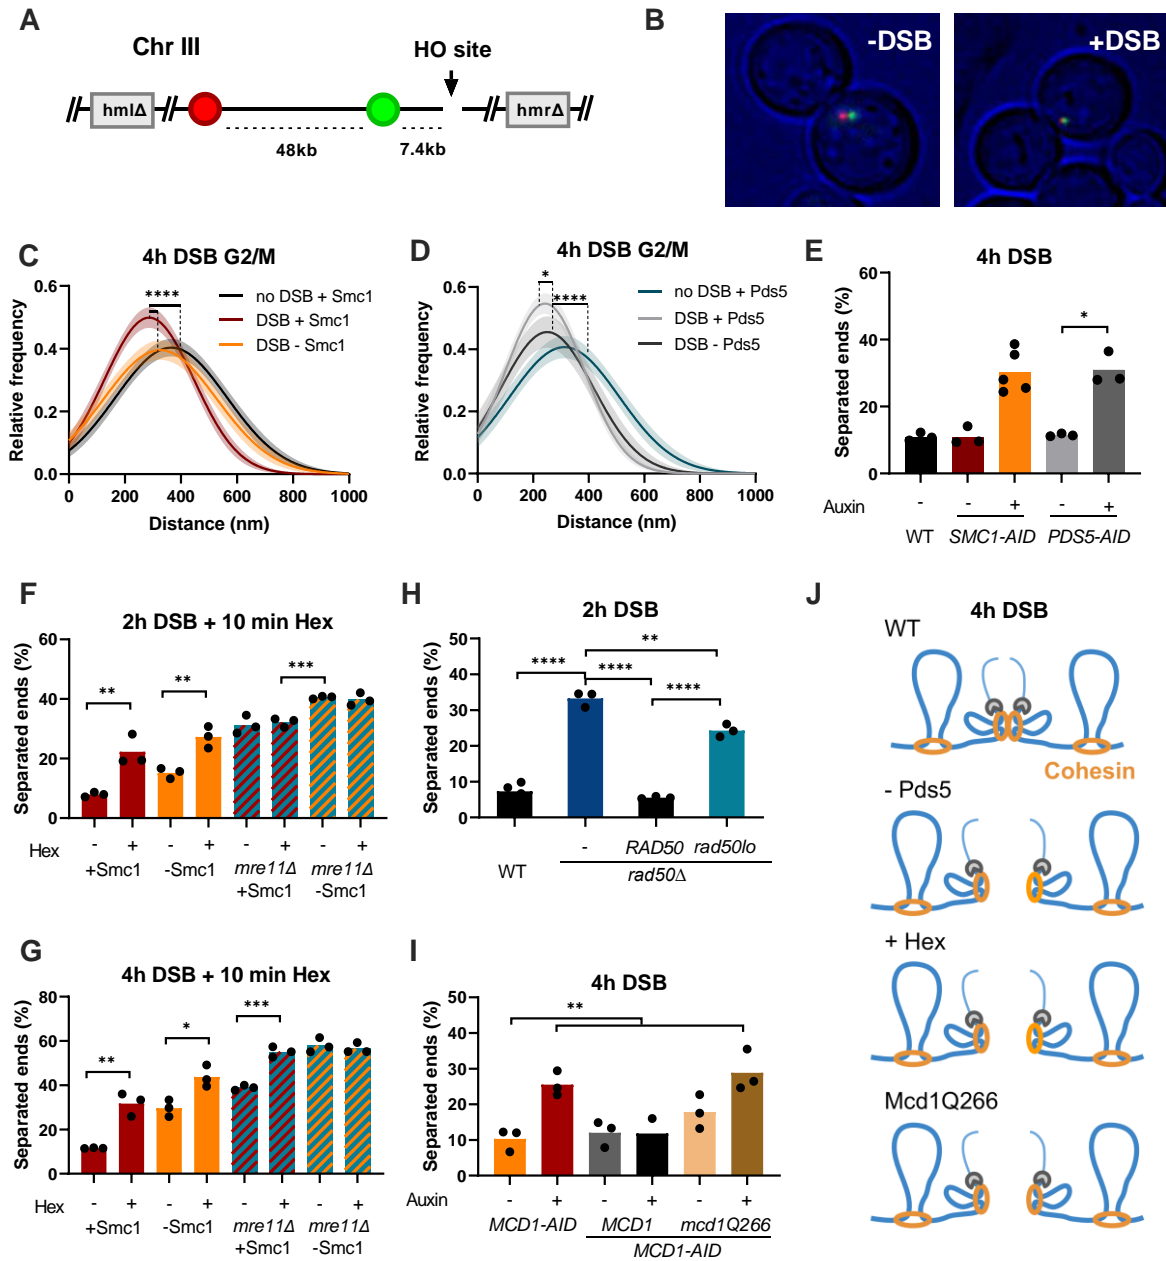 A
Chr III
HO site
hmlΔ
hmrΔ
48kb
7.4kb
B
-DSB
+DSB
C
4h DSB G2/M
Relative frequency
0.6
0.4
0.2
0.0
****
no DSB + Smc1
DSB + Smc1
DSB - Smc1
0 200 400 600 800 1000
Distance (nm)
D
4h DSB G2/M
Relative frequency
0.6
0.4
0.2
0.0
*
****
no DSB + Pds5
DSB + Pds5
DSB - Pds5
0 200 400 600 800 1000
Distance (nm)
E
4h DSB
Separated ends (%)
60
40
20
0
*
Auxin - - + - +
WT SMC1-AID PDS5-AID
F
2h DSB + 10 min Hex
Separated ends (%)
60
40
20
0
** ** ***
Hex - + - + - + - +
+Smc1 -Smc1 mre11Δ mre11Δ
+Smc1 -Smc1
G
4h DSB + 10 min Hex
Separated ends (%)
80
60
40
20
0
** * ***
Hex - + - + - + - +
+Smc1 -Smc1 mre11Δ mre11Δ
+Smc1 -Smc1
H
2h DSB
Separated ends (%)
50
40
30
20
10
0
**
**** ****
****
- RAD50 rad50lo
WT rad50Δ
I
4h DSB
Separated ends (%)
50
40
30
20
10
0
**
Auxin - + - + - +
MCD1-AID MCD1 mcd1Q266
MCD1-AID
J
4h DSB
WT
Cohesin
- Pds5
+ Hex
Mcd1Q266